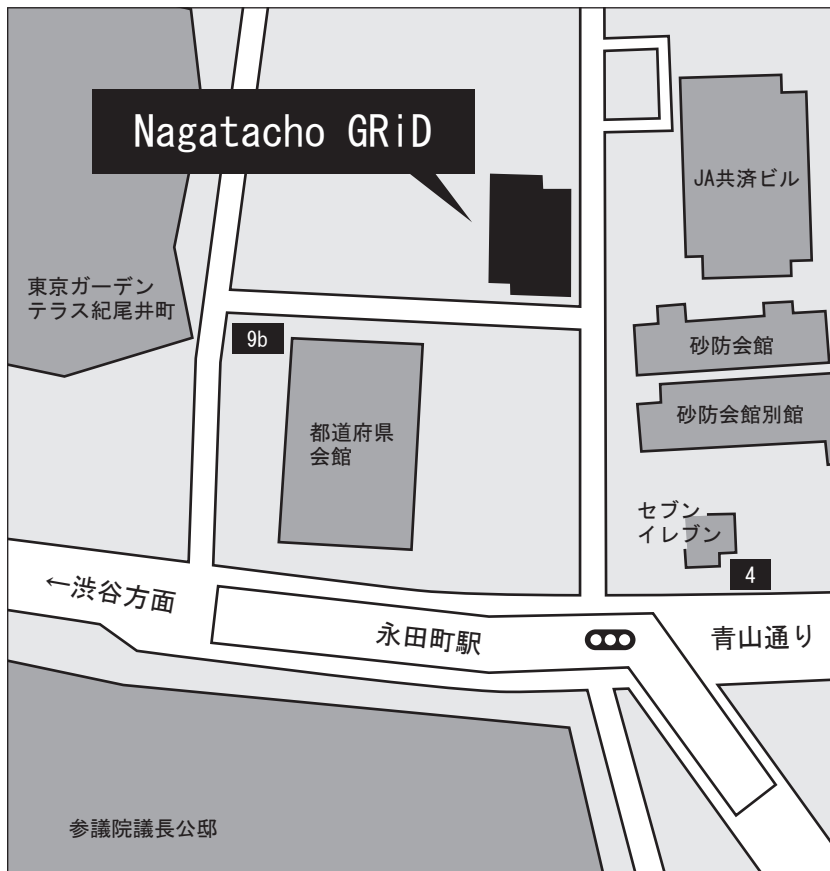 Nagatacho GRiD
JA共済ビル
東京ガーデン
テラス紀尾井町
9b
砂防会館
都道府県
会館
砂防会館別館
セブン
イレブン
4
←渋谷方面
永田町駅
青山通り
参議院議長公邸